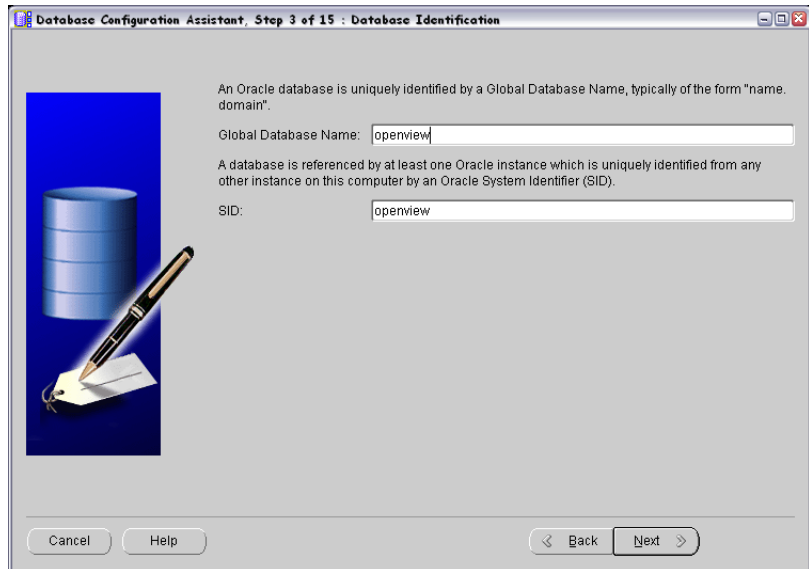 Database Configuration Assistant, Step 3 of 15 : Database Identification
An Oracle database is uniquely identified by a Global Database Name, typically of the form "name.
domain".
Global Database Name: openview
A database is referenced by at least one Oracle instance which is uniquely identified from any
other instance on this computer by an Oracle System Identifier (SID).
SID: openview
Cancel Help Back Next